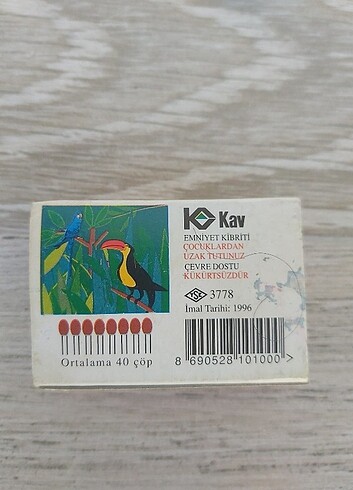 Kav
EMNİYET KİBRİTİ
ÇOCUKLARDAN
UZAK TUTUNUZ
ÇEVRE DOSTU
KÜKÜRTSÜZDÜR
TSE 3778
İmal Tarihi: 1996
Ortalama 40 çöp
8 690528 101000 >